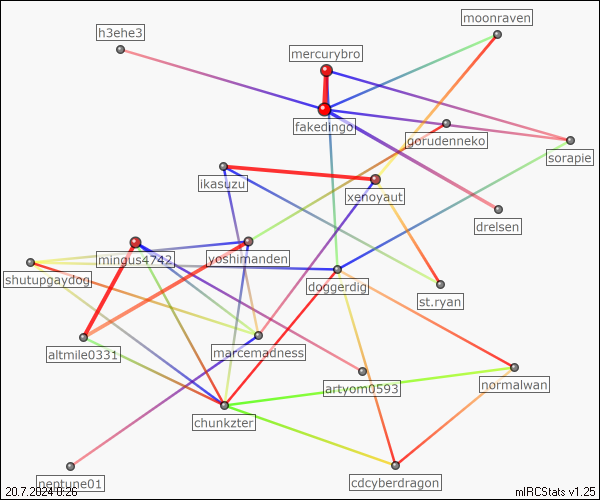 moonraven
h3ehe3
mercurybro
fakedingo
gorudenneko
sorapie
ikasuzu
xenoyaut
drelsen
mingus4742
yoshimanden
shutupgaydog
doggerdig
st.ryan
altmile0331
marcemadness
artyom0593
normalwan
chunkzter
neptune01
cdcyberdragon
20.7.2024 0:26
mIRCStats v1.25